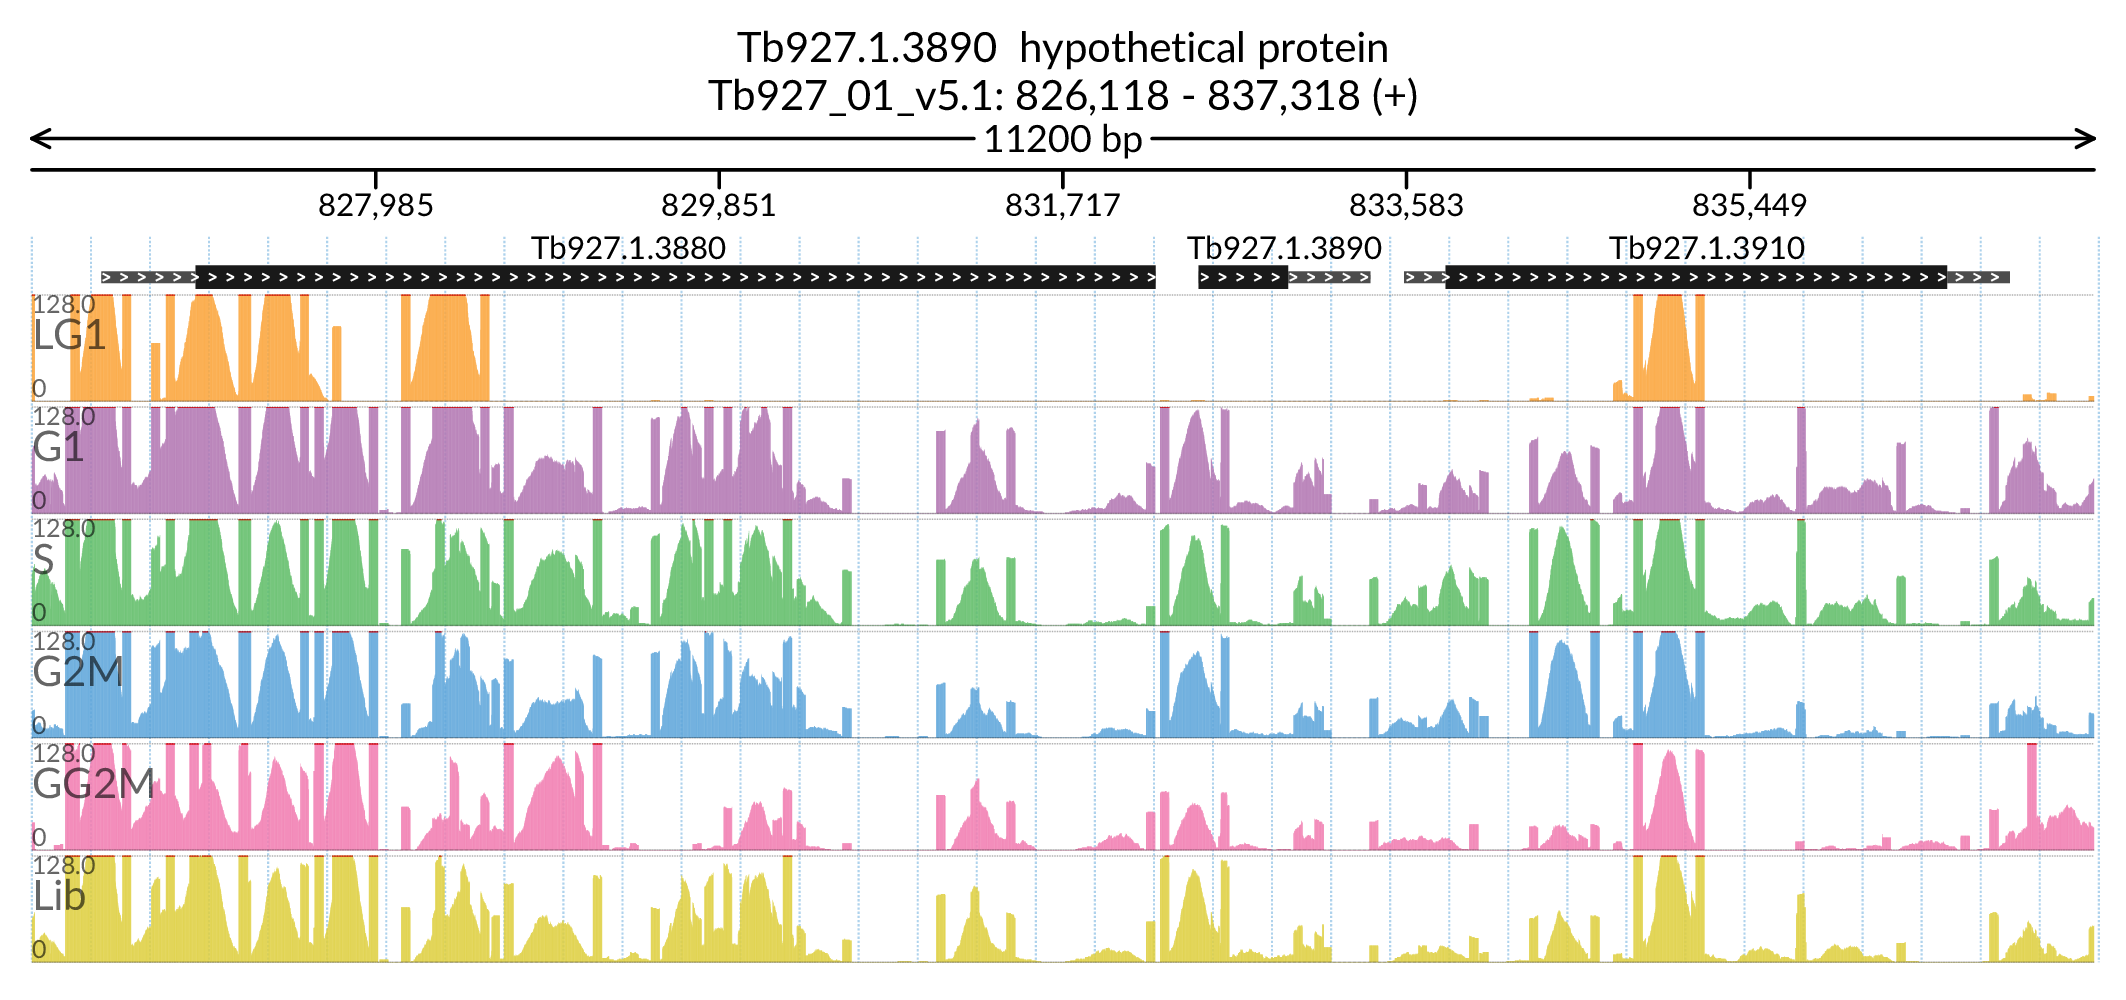 Tb927.1.3890 hypothetical protein
Tb927_01_v5.1: 826,118 - 837,318 (+)
11200 bp
827,985 829,851 831,717 833,583 835,449
Tb927.1.3880 Tb927.1.3890 Tb927.1.3910
128.0
LG1
0
128.0
G1
0
128.0
S
0
128.0
G2M
0
128.0
GG2M
0
128.0
Lib
0